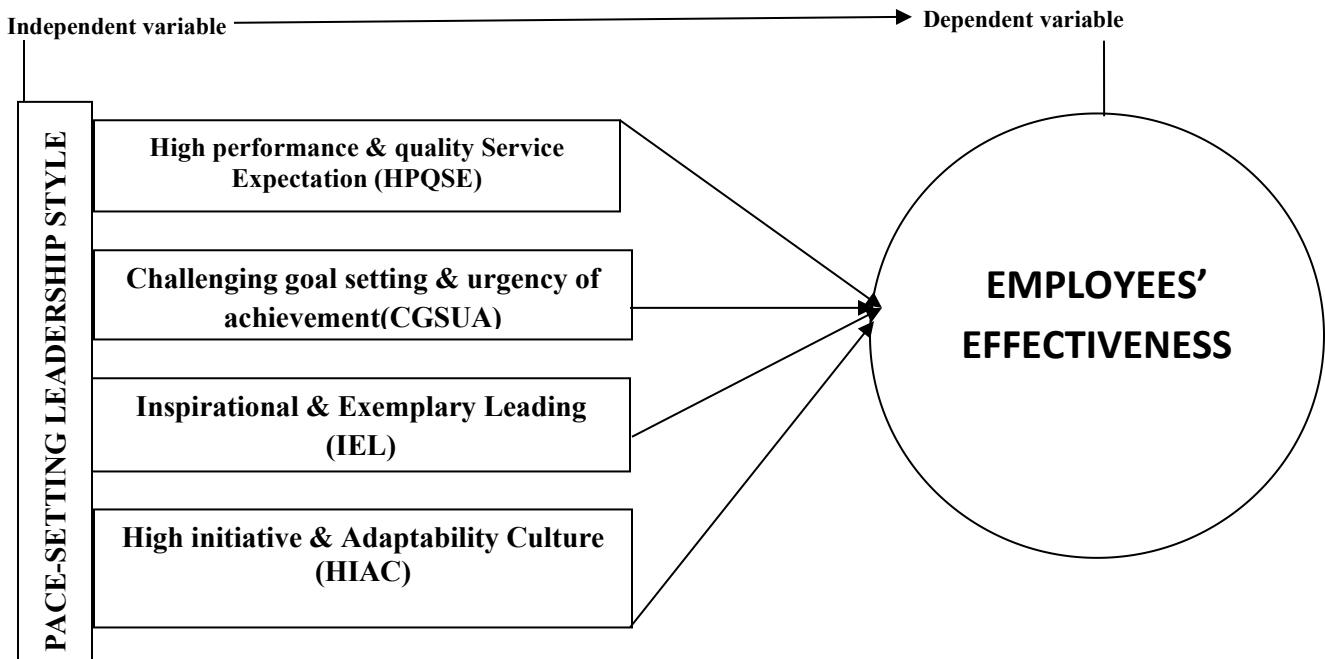 Independent variable
Dependent variable
PACE-SETTING LEADERSHIP STYLE
High performance & quality Service
Expectation (HPQSE)
Challenging goal setting & urgency of
achievement(CGSUA)
Inspirational & Exemplary Leading
(IEL)
High initiative & Adaptability Culture
(HIAC)
EMPLOYEES’
EFFECTIVENESS